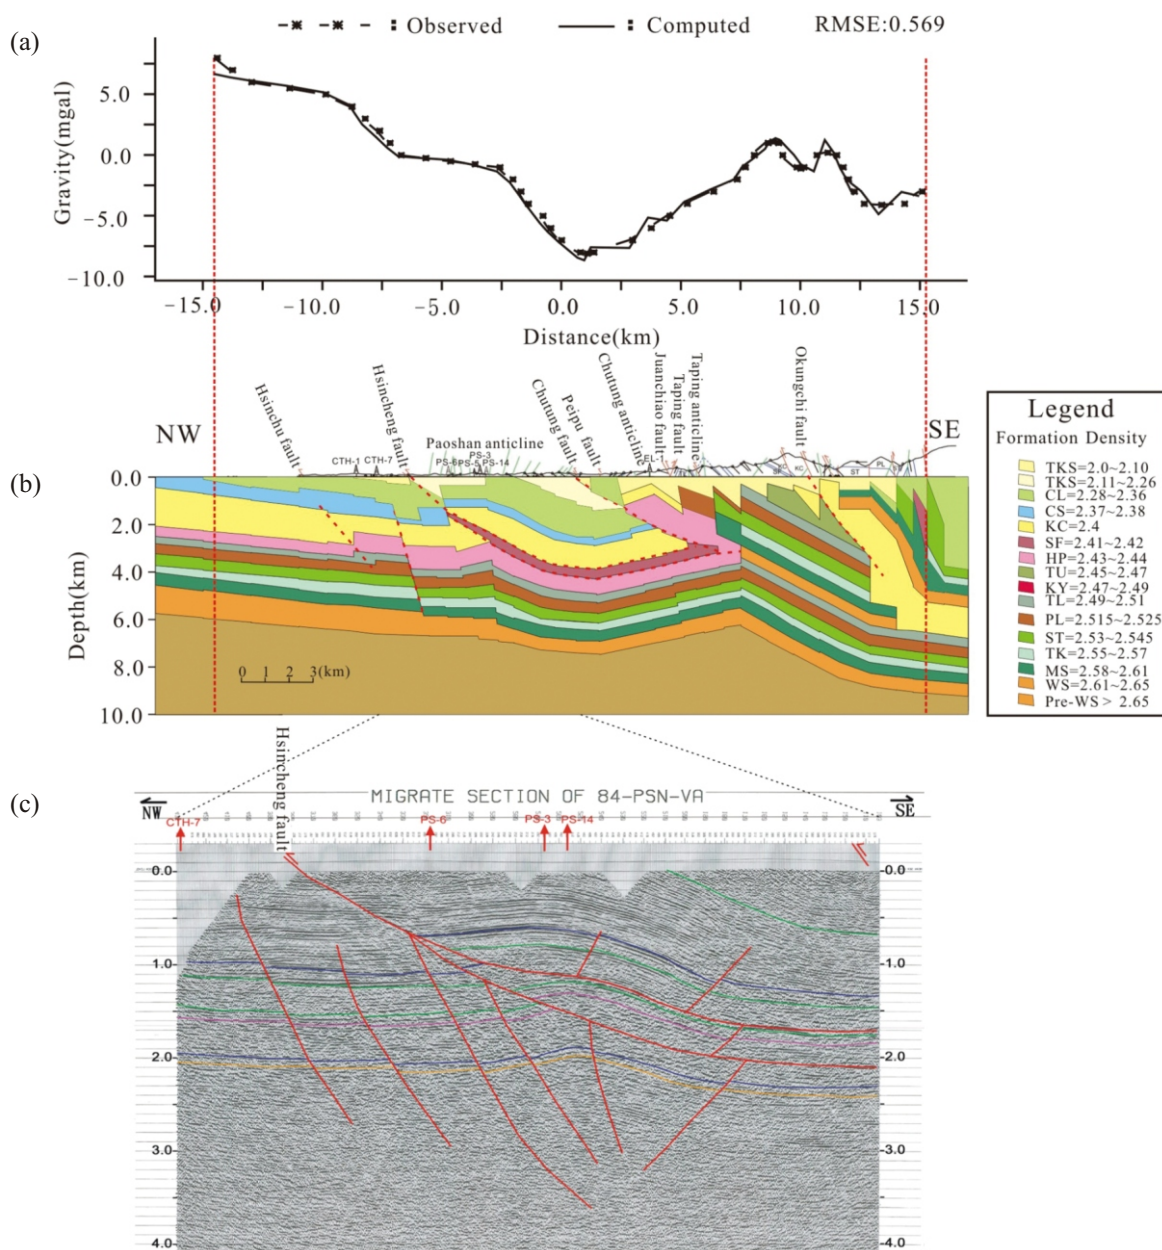 (a)
Observed
Computed
RMSE:0.569
Gravity(mgal)
5.0
0.0
−5.0
−10.0
−15.0
−10.0
−5.0
0.0
5.0
10.0
15.0
Distance(km)
NW
Hsinchu fault
Hsincheng fault
Paoshan anticline
Chutung fault
Peipu fault
Chutung anticline
Juanchiao fault
Taping fault
Taping anticline
Okungchi fault
SE
CTH-1
CTH-7
PS-6
PS-5
PS-3
PS-14
EL-1
KC
ST
PL
(b)
Depth(km)
0.0
2.0
4.0
6.0
8.0
10.0
0 1 2 3(km)
Legend
Formation Density
TKS=2.0~2.10
TKS=2.11~2.26
CL=2.28~2.36
CS=2.37~2.38
KC=2.4
SF=2.41~2.42
HP=2.43~2.44
TU=2.45~2.47
KY=2.47~2.49
TL=2.49~2.51
PL=2.515~2.525
ST=2.53~2.545
TK=2.55~2.57
MS=2.58~2.61
WS=2.61~2.65
Pre-WS > 2.65
(c)
NW
MIGRATE SECTION OF 84-PSN-VA
SE
CTH-7
Hsincheng fault
PS-6
PS-3
PS-14
0.0
1.0
2.0
3.0
4.0
0.0
1.0
2.0
3.0
4.0